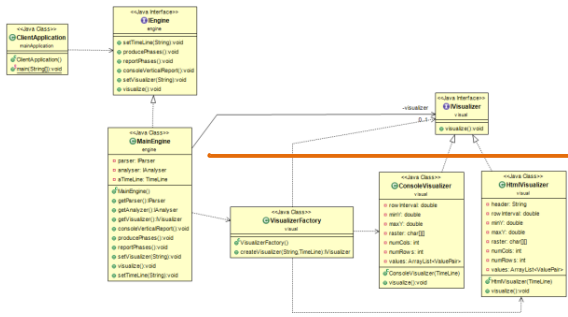 <<Java Class>>
ClientApplication
mainApplication
ClientApplication()
main(String[]):void
<<Java Interface>>
IEngine
engine
setTimeLine(String):void
producePhases():void
reportPhases():void
consoleVerticalReport():void
setVisualizer(String):void
visualize():void
<<Java Class>>
MainEngine
engine
parser: IParser
analyser: IAnalyser
aTimeLine: TimeLine
MainEngine()
getParser():IParser
getAnalyzer():IAnalyser
getVisualizer():IVisualizer
consoleVerticalReport():void
producePhases():void
reportPhases():void
setVisualizer(String):void
visualize():void
setTimeLine(String):void
-visualizer
0..1
<<Java Interface>>
IVisualizer
visual
visualize():void
<<Java Class>>
VisualizerFactory
visual
VisualizerFactory()
createVisualizer(String,TimeLine):IVisualizer
<<Java Class>>
ConsoleVisualizer
visual
rowInterval: double
minY: double
maxY: double
raster: char[][]
numCols: int
numRows: int
values: ArrayList<ValuePair>
ConsoleVisualizer(TimeLine)
visualize():void
<<Java Class>>
HtmlVisualizer
visual
header: String
rowInterval: double
minY: double
maxY: double
raster: char[][]
numCols: int
numRows: int
values: ArrayList<ValuePair>
HtmlVisualizer(TimeLine)
visualize():void